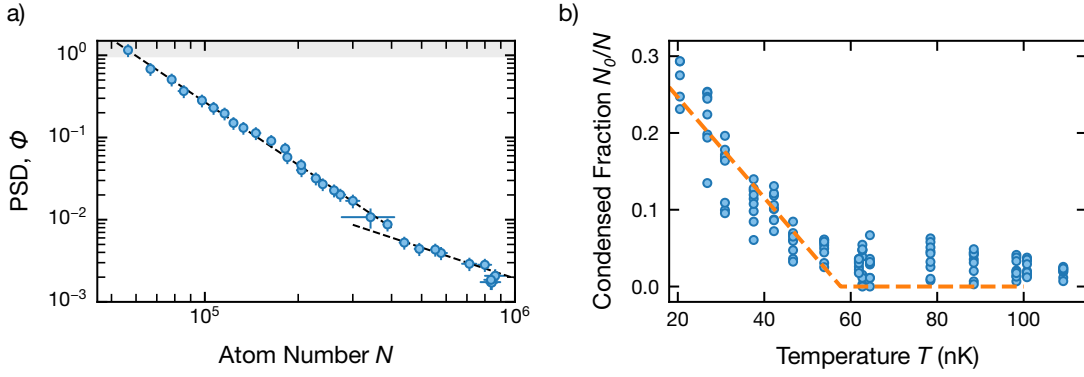 a)
PSD, Φ
10⁰
10⁻¹
10⁻²
10⁻³
10⁵
10⁶
Atom Number N
b)
Condensed Fraction N₀/N
0.3
0.2
0.1
0.0
20
40
60
80
100
Temperature T (nK)